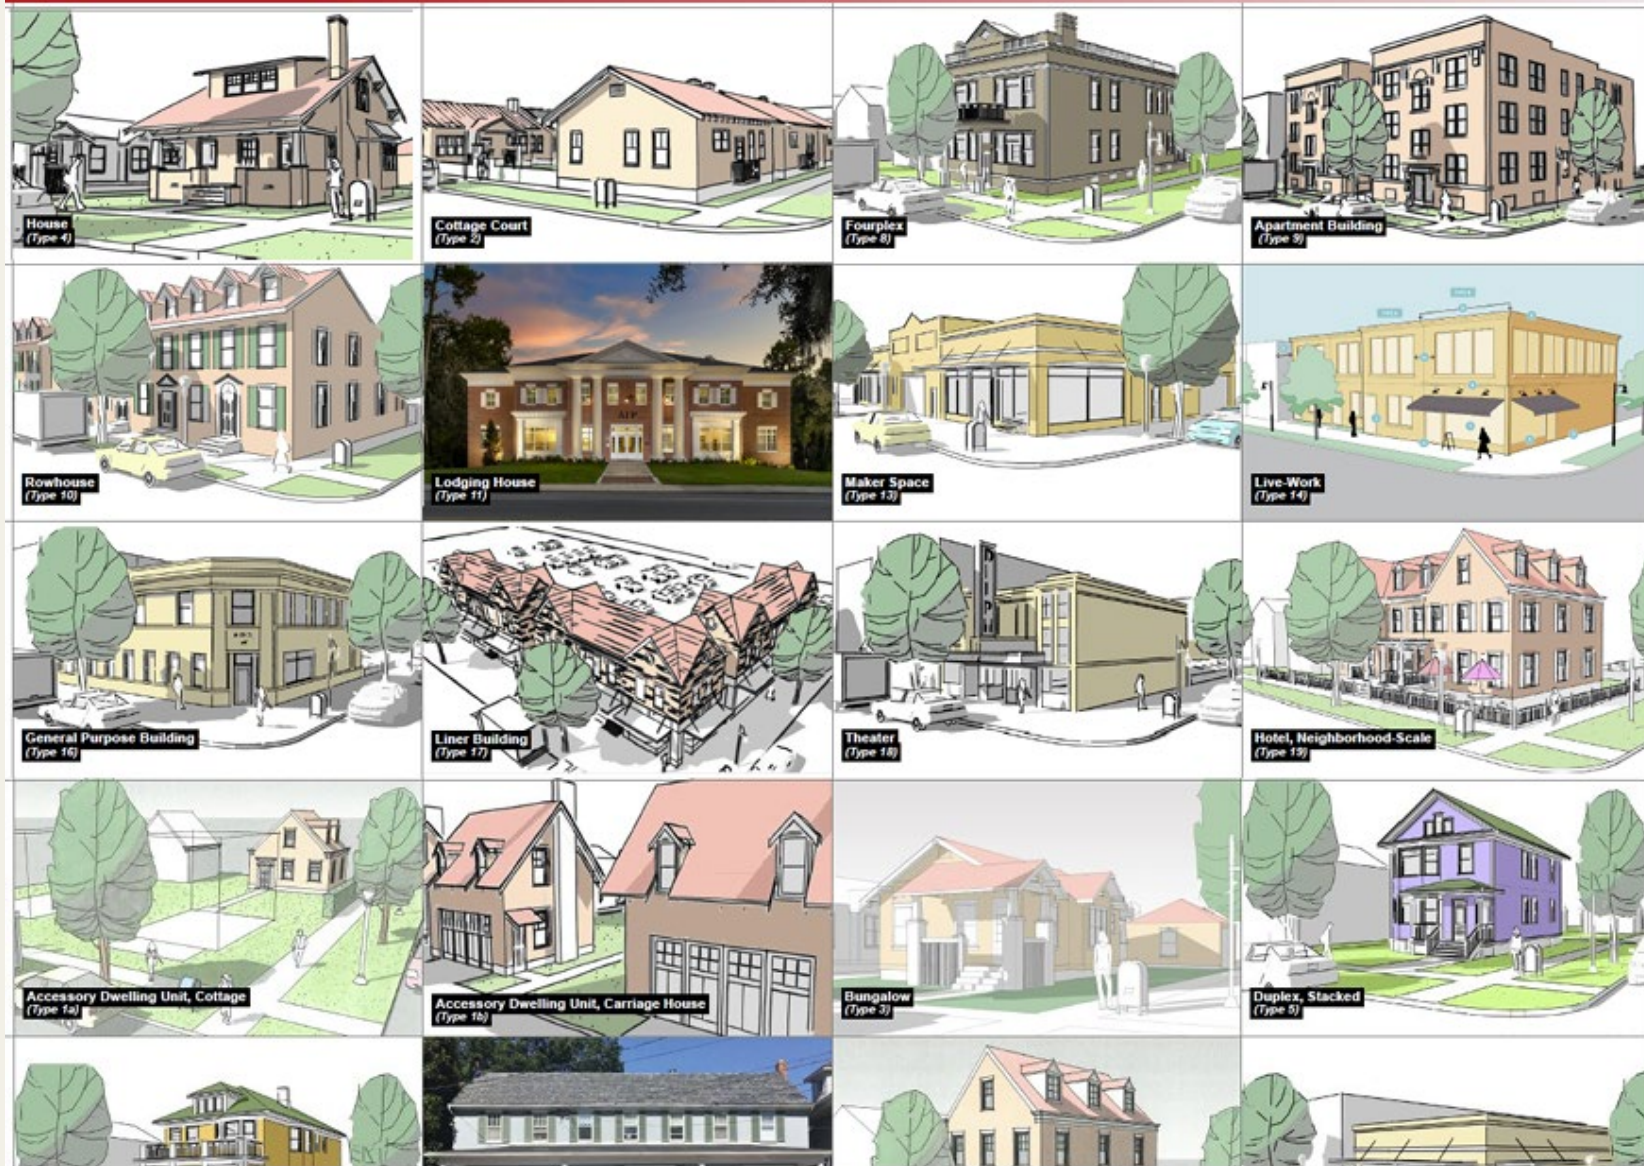 House
(Type 4)
Cottage Court
(Type 2)
Fourplex
(Type 8)
Apartment Building
(Type 9)
Rowhouse
(Type 10)
Lodging House
(Type 11)
Maker Space
(Type 13)
Live-Work
(Type 14)
General Purpose Building
(Type 16)
Liner Building
(Type 17)
Theater
(Type 18)
Hotel, Neighborhood-Scale
(Type 19)
Accessory Dwelling Unit, Cottage
(Type 1a)
Accessory Dwelling Unit, Carriage House
(Type 1b)
Bungalow
(Type 3)
Duplex, Stacked
(Type 5)